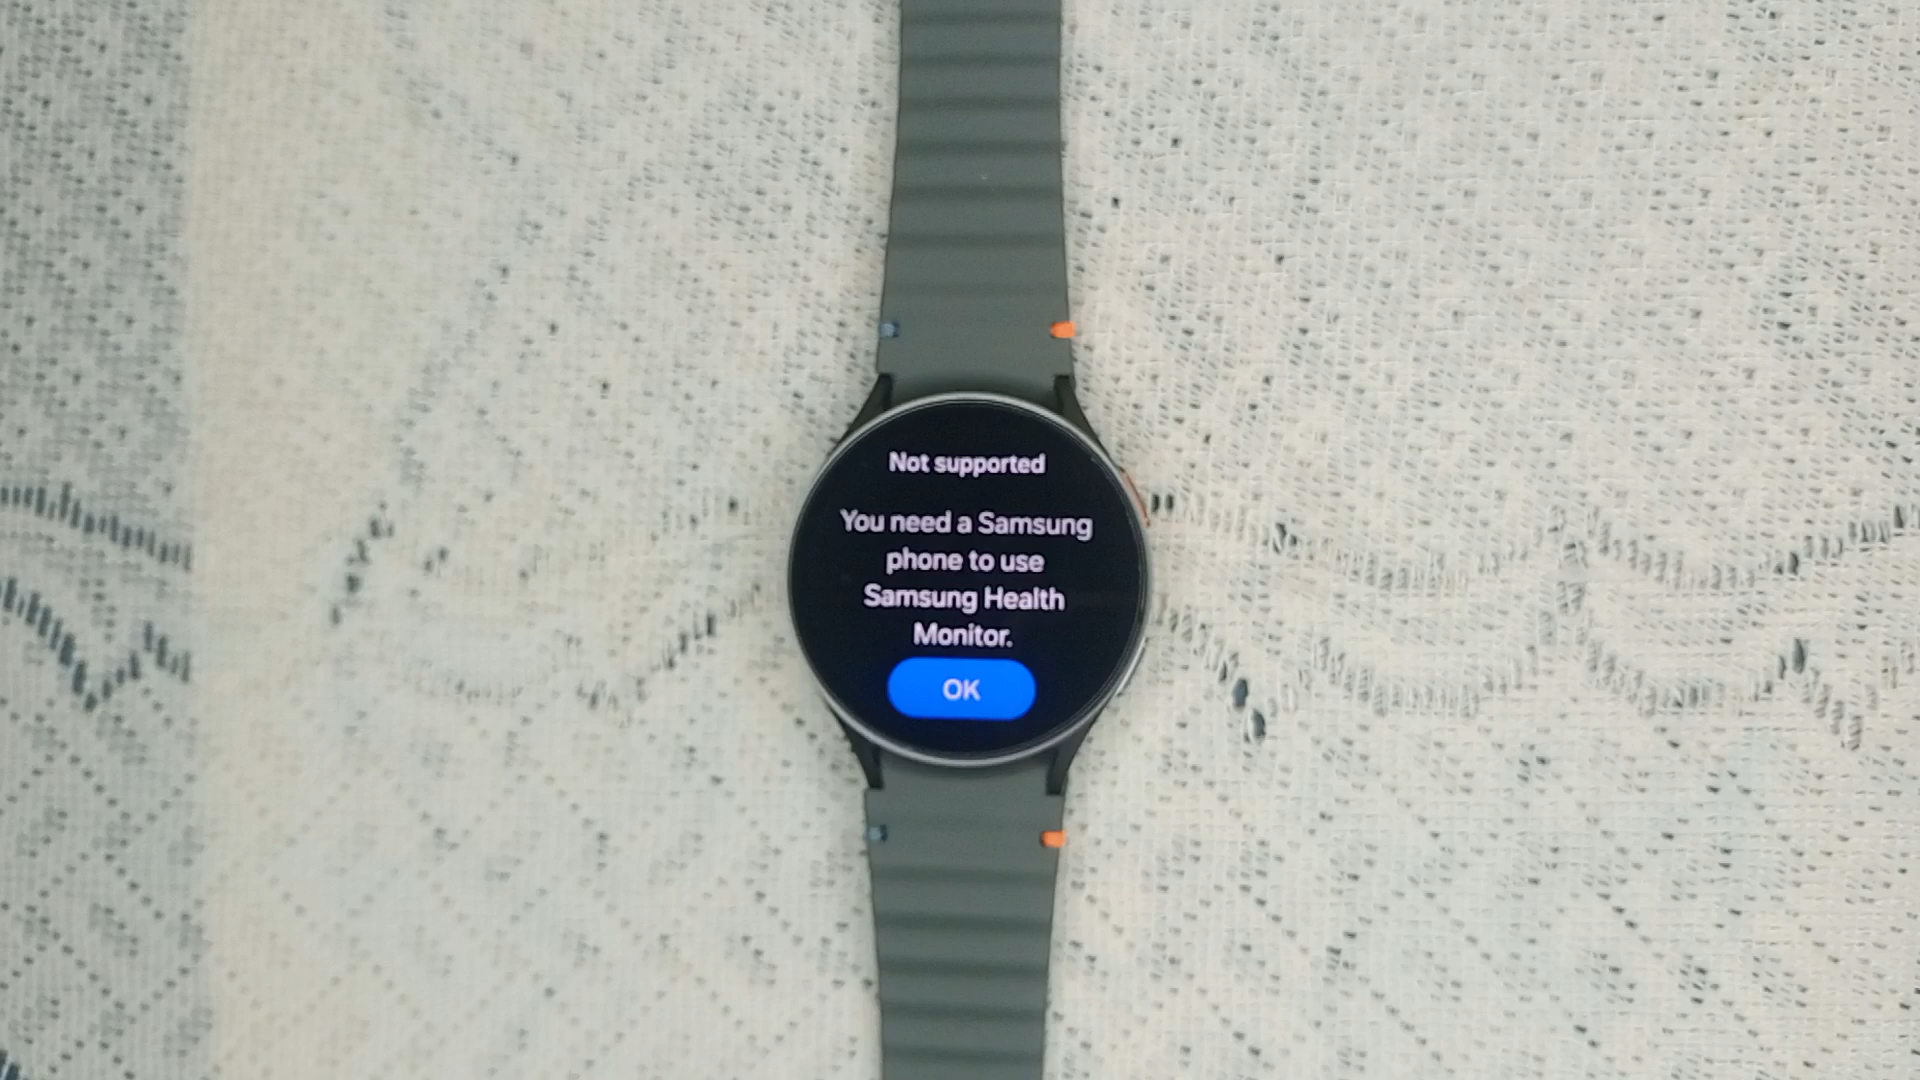 Not supported
You need a Samsung
phone to use
Samsung Health
Monitor.
OK